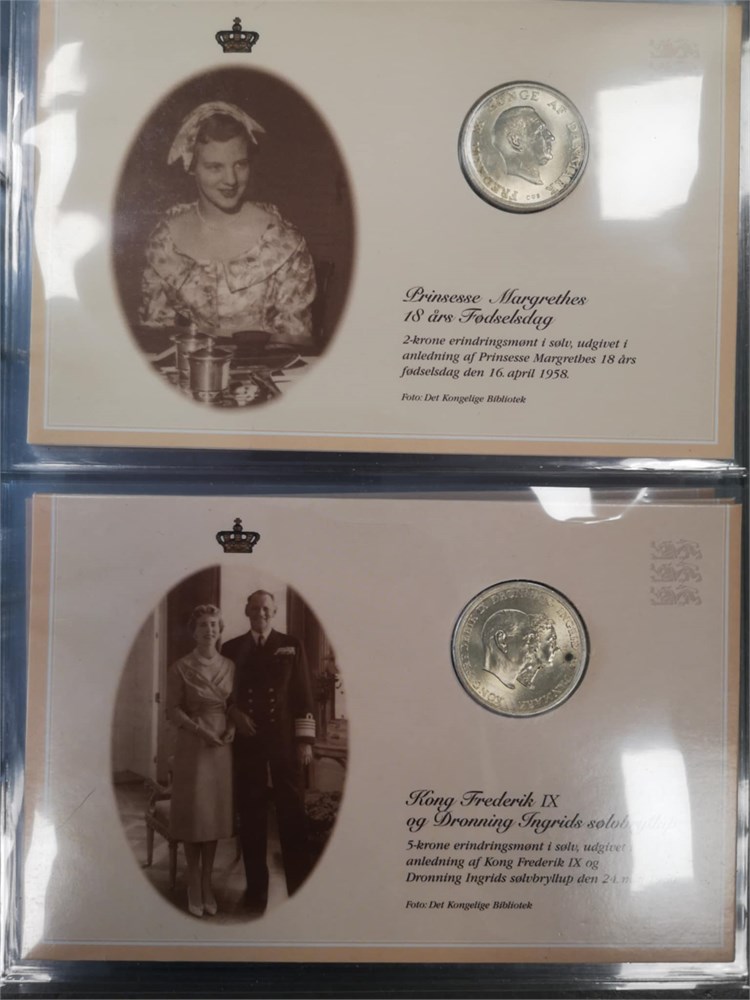 FREDERIK IX KONGE AF DANMARK
Prinsesse Margrethes
18 års Fødselsdag
2-krone erindringsmønt i sølv, udgivet i
anledning af Prinsesse Margrethes 18 års
fødselsdag den 16. april 1958.
Foto: Det Kongelige Bibliotek
Kong Frederik IX
og Dronning Ingrids
5-krone erindringsmønt i sølv, udgivet
anledning af Kong Frederik IX og
Dronning Ingrids sølvbryllup den 24.
Foto: Det Kongelige Bibliotek